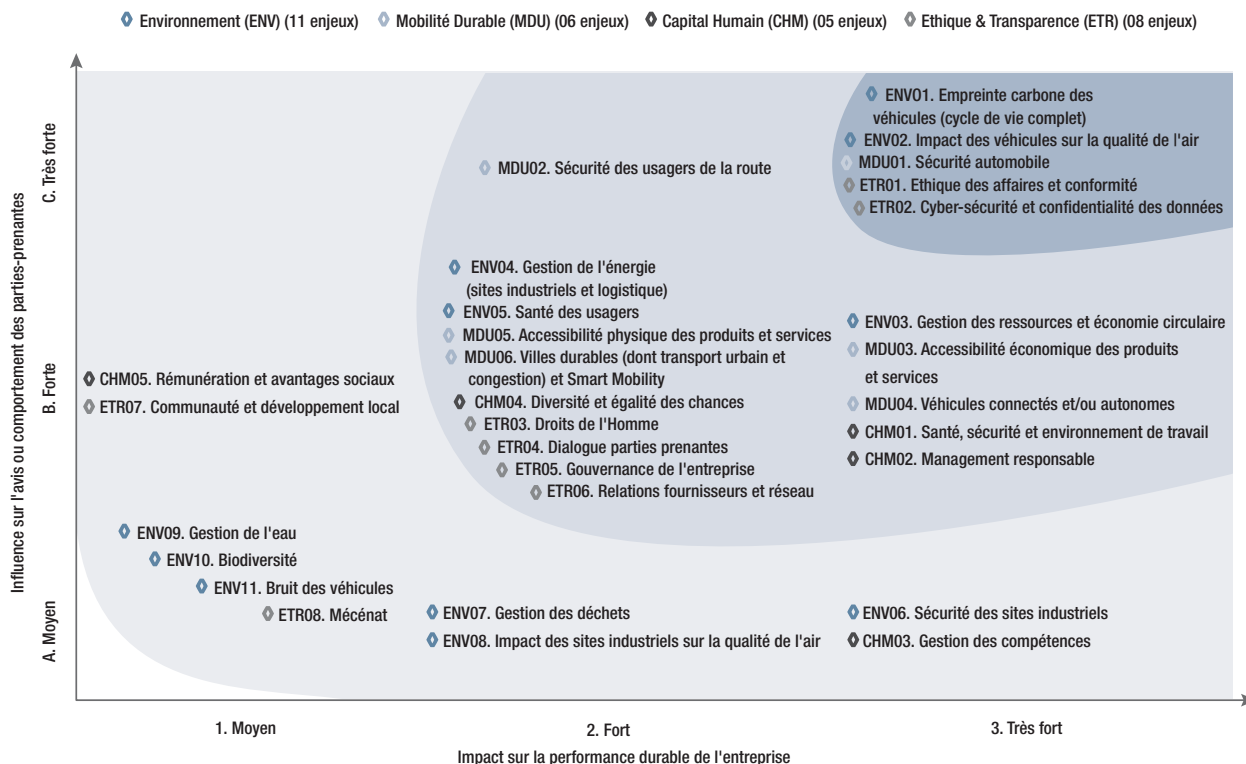 Environnement (ENV) (11 enjeux) Mobilité Durable (MDU) (06 enjeux) Capital Humain (CHM) (05 enjeux) Ethique & Transparence (ETR) (08 enjeux)
Influence sur l'avis ou comportement des parties-prenantes
C. Très forte
B. Forte
A. Moyen
ENV01. Empreinte carbone des
véhicules (cycle de vie complet)
ENV02. Impact des véhicules sur la qualité de l'air
MDU01. Sécurité automobile
ETR01. Ethique des affaires et conformité
ETR02. Cyber-sécurité et confidentialité des données
MDU02. Sécurité des usagers de la route
ENV04. Gestion de l'énergie
(sites industriels et logistique)
ENV05. Santé des usagers
MDU05. Accessibilité physique des produits et services
MDU06. Villes durables (dont transport urbain et
congestion) et Smart Mobility
CHM04. Diversité et égalité des chances
ETR03. Droits de l'Homme
ETR04. Dialogue parties prenantes
ETR05. Gouvernance de l'entreprise
ETR06. Relations fournisseurs et réseau
ENV03. Gestion des ressources et économie circulaire
MDU03. Accessibilité économique des produits
et services
MDU04. Véhicules connectés et/ou autonomes
CHM01. Santé, sécurité et environnement de travail
CHM02. Management responsable
CHM05. Rémunération et avantages sociaux
ETR07. Communauté et développement local
ENV09. Gestion de l'eau
ENV10. Biodiversité
ENV11. Bruit des véhicules
ETR08. Mécénat
ENV07. Gestion des déchets
ENV08. Impact des sites industriels sur la qualité de l'air
ENV06. Sécurité des sites industriels
CHM03. Gestion des compétences
1. Moyen
2. Fort
3. Très fort
Impact sur la performance durable de l'entreprise